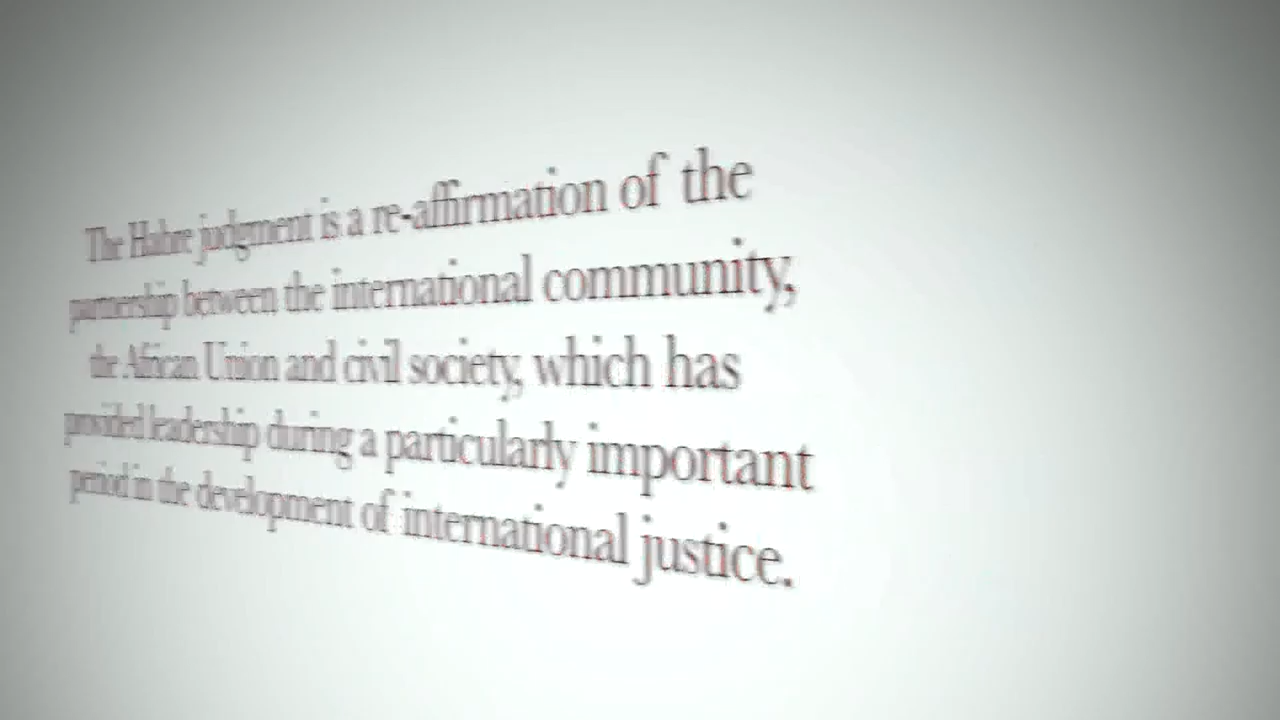 The Habre judgment is a re-affirmation of the
partnership between the international community,
the African Union and civil society, which has
provided leadership during a particularly important
period in the development of international justice.